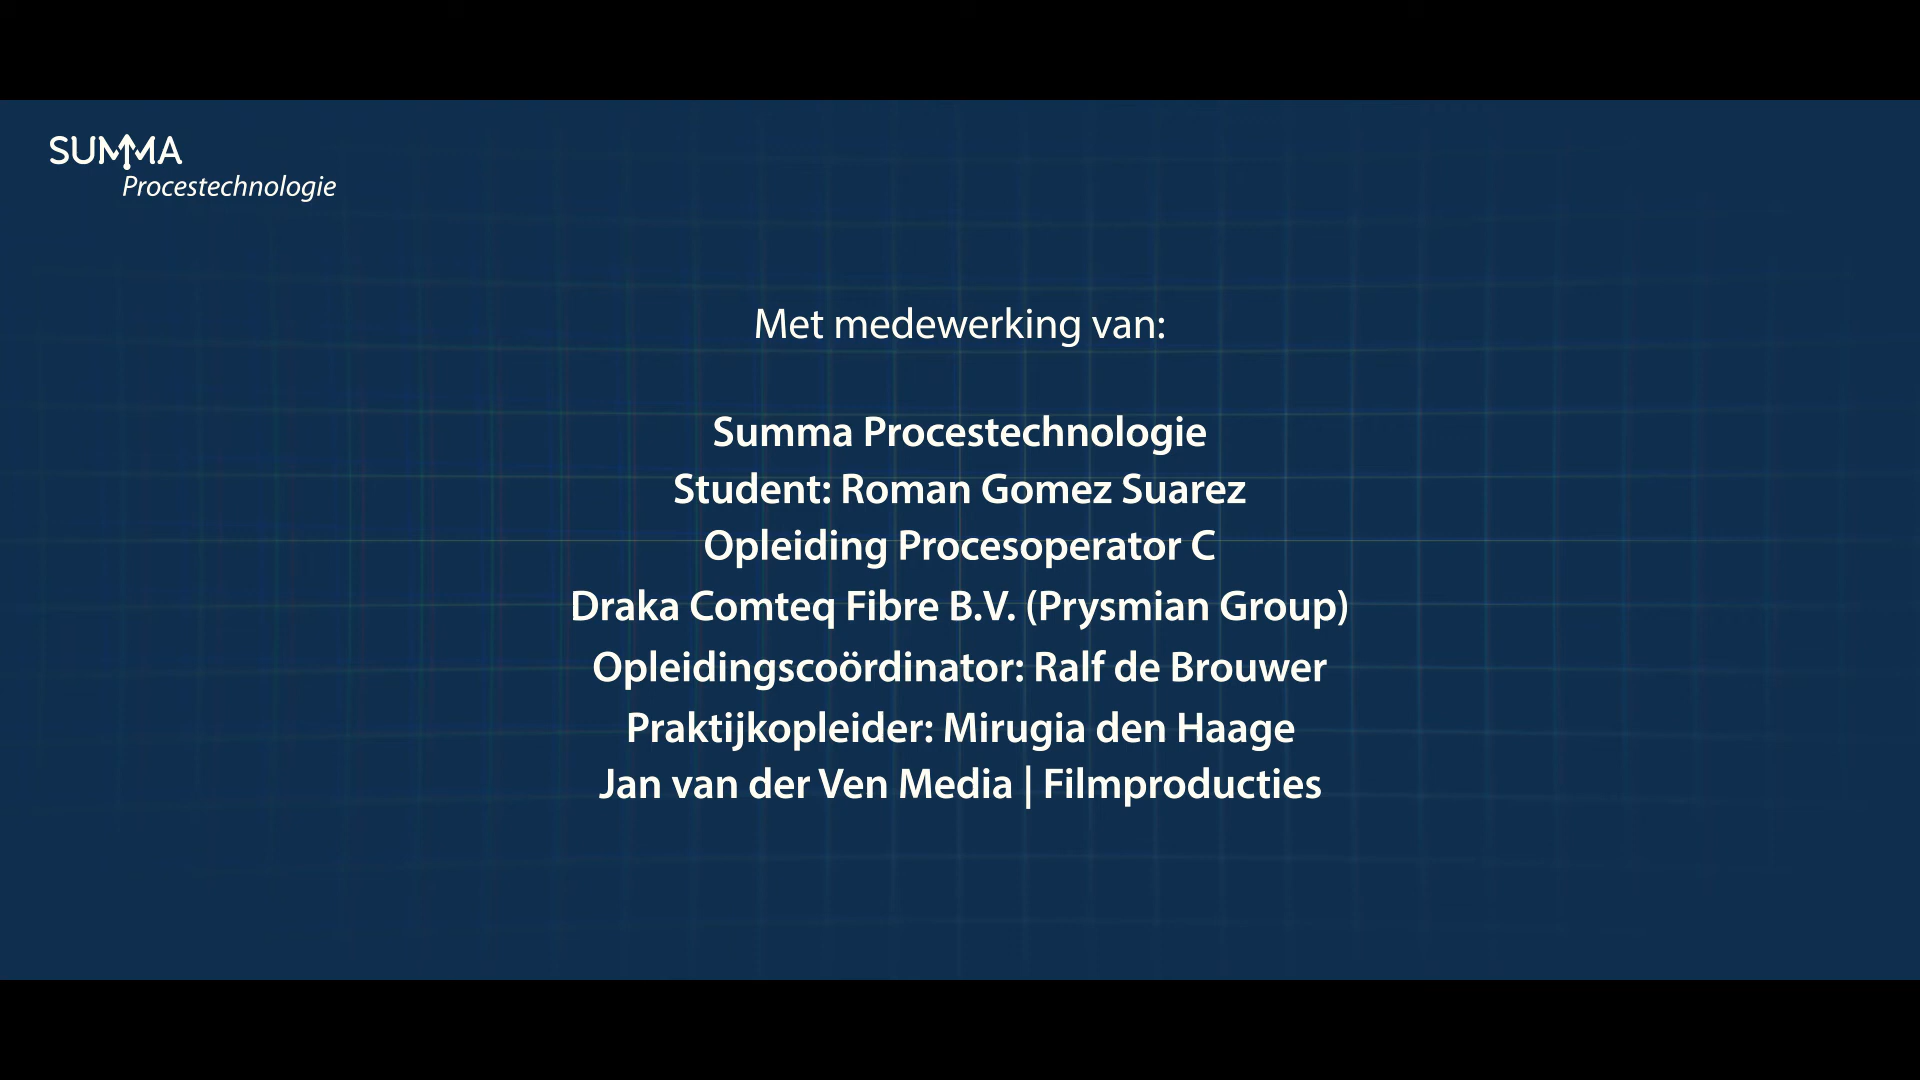 SUMMA
Procestechnologie
Met medewerking van:
Summa Procestechnologie
Student: Roman Gomez Suarez
Opleiding Procesoperator C
Draka Comteq Fibre B.V. (Prysmian Group)
Opleidingscoördinator: Ralf de Brouwer
Praktijkopleider: Mirugia den Haage
Jan van der Ven Media | Filmproducties